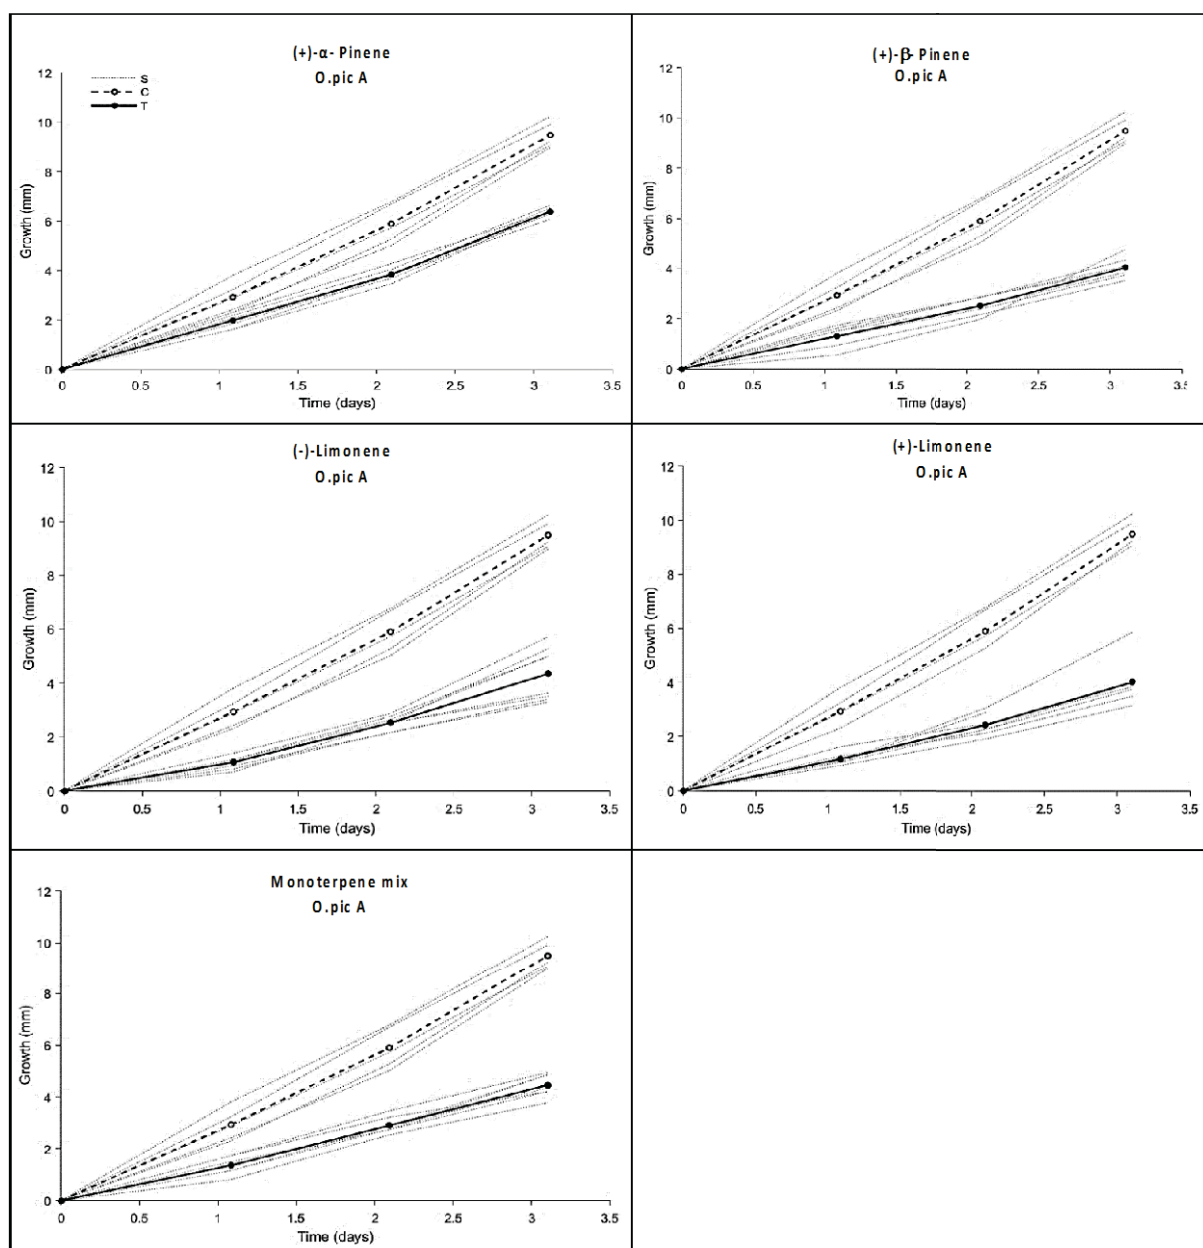 (+)-α- Pinene
O.pic A
S
C
T
12
10
8
6
4
2
0
Growth (mm)
0 0.5 1 1.5 2 2.5 3 3.5
Time (days)
(+)-β- Pinene
O.pic A
12
10
8
6
4
2
0
Growth (mm)
0 0.5 1 1.5 2 2.5 3 3.5
Time (days)
(-)-Limonene
O.pic A
12
10
8
6
4
2
0
Growth (mm)
0 0.5 1 1.5 2 2.5 3 3.5
Time (days)
(+)-Limonene
O.pic A
12
10
8
6
4
2
0
Growth (mm)
0 0.5 1 1.5 2 2.5 3 3.5
Time (days)
Monoterpene mix
O.pic A
12
10
8
6
4
2
0
Growth (mm)
0 0.5 1 1.5 2 2.5 3 3.5
Time (days)